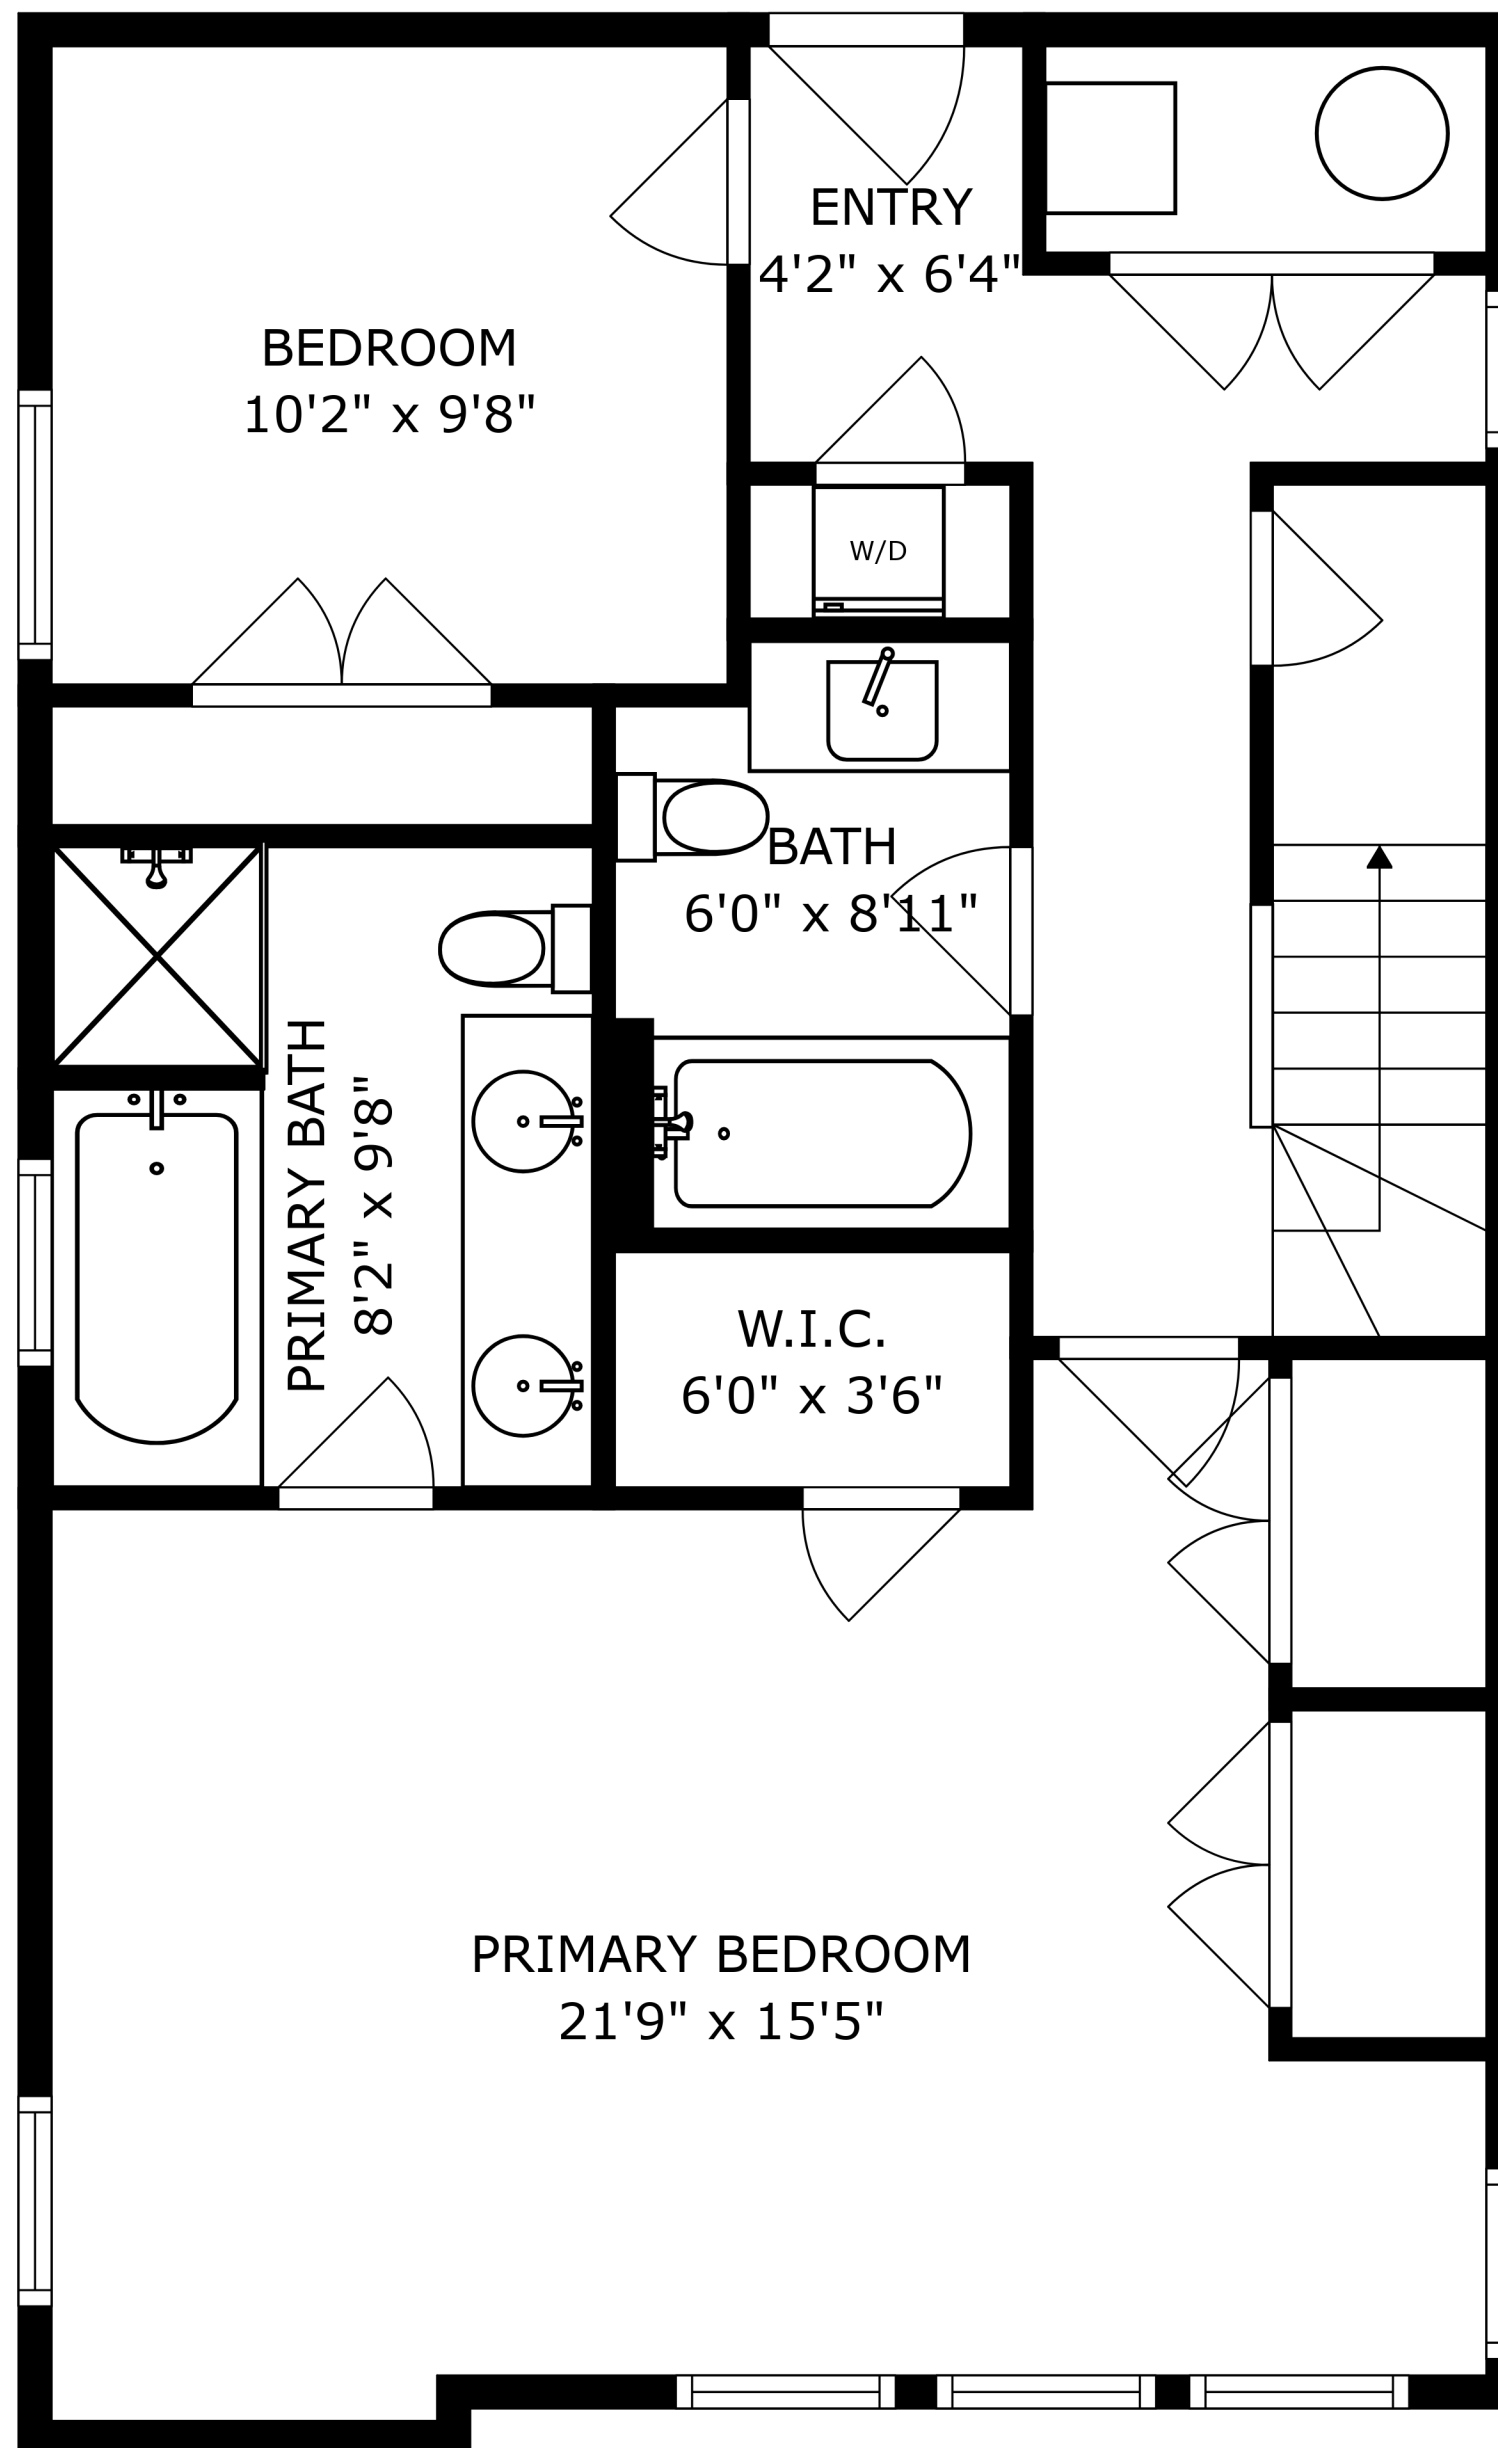 ENTRY
4'2" x 6'4"
BEDROOM
10'2" x 9'8"
W/D
BATH
6'0" x 8'11"
PRIMARY BATH
8'2" x 9'8"
W.I.C.
6'0" x 3'6"
PRIMARY BEDROOM
21'9" x 15'5"